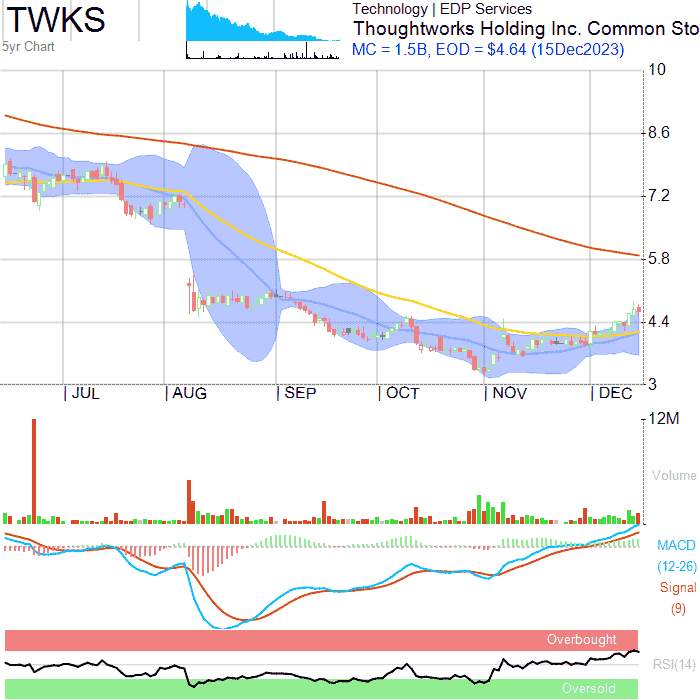 TWKS
5yr Chart
Technology | EDP Services
Thoughtworks Holding Inc. Common Sto
MC = 1.5B, EOD = $4.64 (15Dec2023)
10
8.6
7.2
5.8
4.4
3
JUL AUG SEP OCT NOV DEC
12M
Volume
MACD
(12-26)
Signal
(9)
Overbought
RSI(14)
Oversold